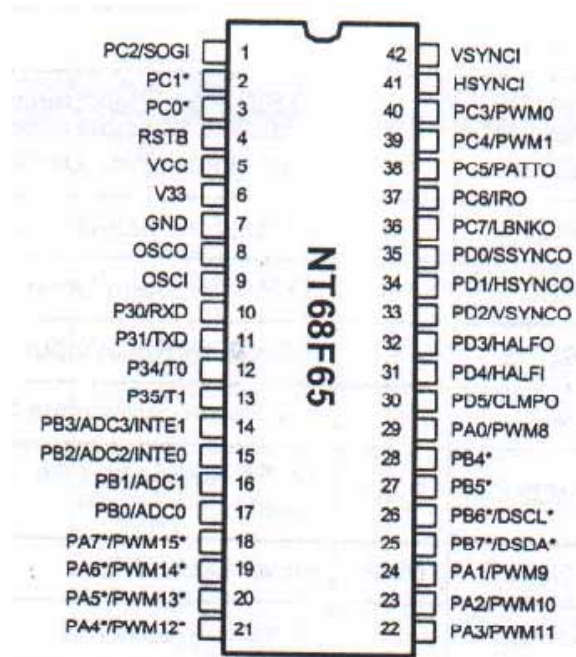 PC2/SOGI 1 42 VSYNCI
PC1* 2 41 HSYNCI
PC0* 3 40 PC3/PWM0
RSTB 4 39 PC4/PWM1
VCC 5 38 PC5/PATTO
V33 6 37 PC6/IRQ
GND 7 36 PC7/LBNKO
OSCO 8 35 PD0/SSYNCO
OSCI 9 34 PD1/HSYNCO
P30/RXD 10 33 PD2/VSYNCO
P31/TXD 11 32 PD3/HALFO
P34/T0 12 31 PD4/HALFI
P35/T1 13 30 PD5/CLMPO
PB3/ADC3/INTE1 14 29 PA0/PWM8
PB2/ADC2/INTE0 15 28 PB4*
PB1/ADC1 16 27 PB5*
PB0/ADC0 17 26 PB6*/DSCL*
PA7*/PWM15* 18 25 PB7*/DSDA*
PA6*/PWM14* 19 24 PA1/PWM9
PA5*/PWM13* 20 23 PA2/PWM10
PA4*/PWM12* 21 22 PA3/PWM11
NT68F65